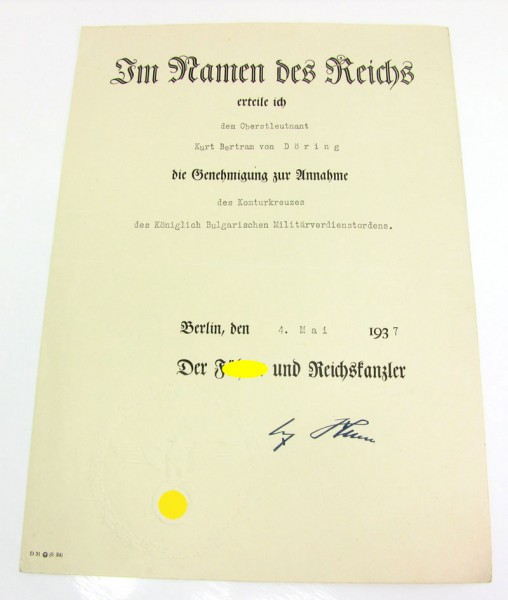 Im Namen des Reichs
erteile ich
dem Oberstleutnant
Kurt Bertram von Döring
die Genehmigung zur Annahme
des Komturkreuzes
des Königlich Bulgarischen Militärverdienstordens.
Berlin, den 4. Mai 1937
Der und Reichskanzler